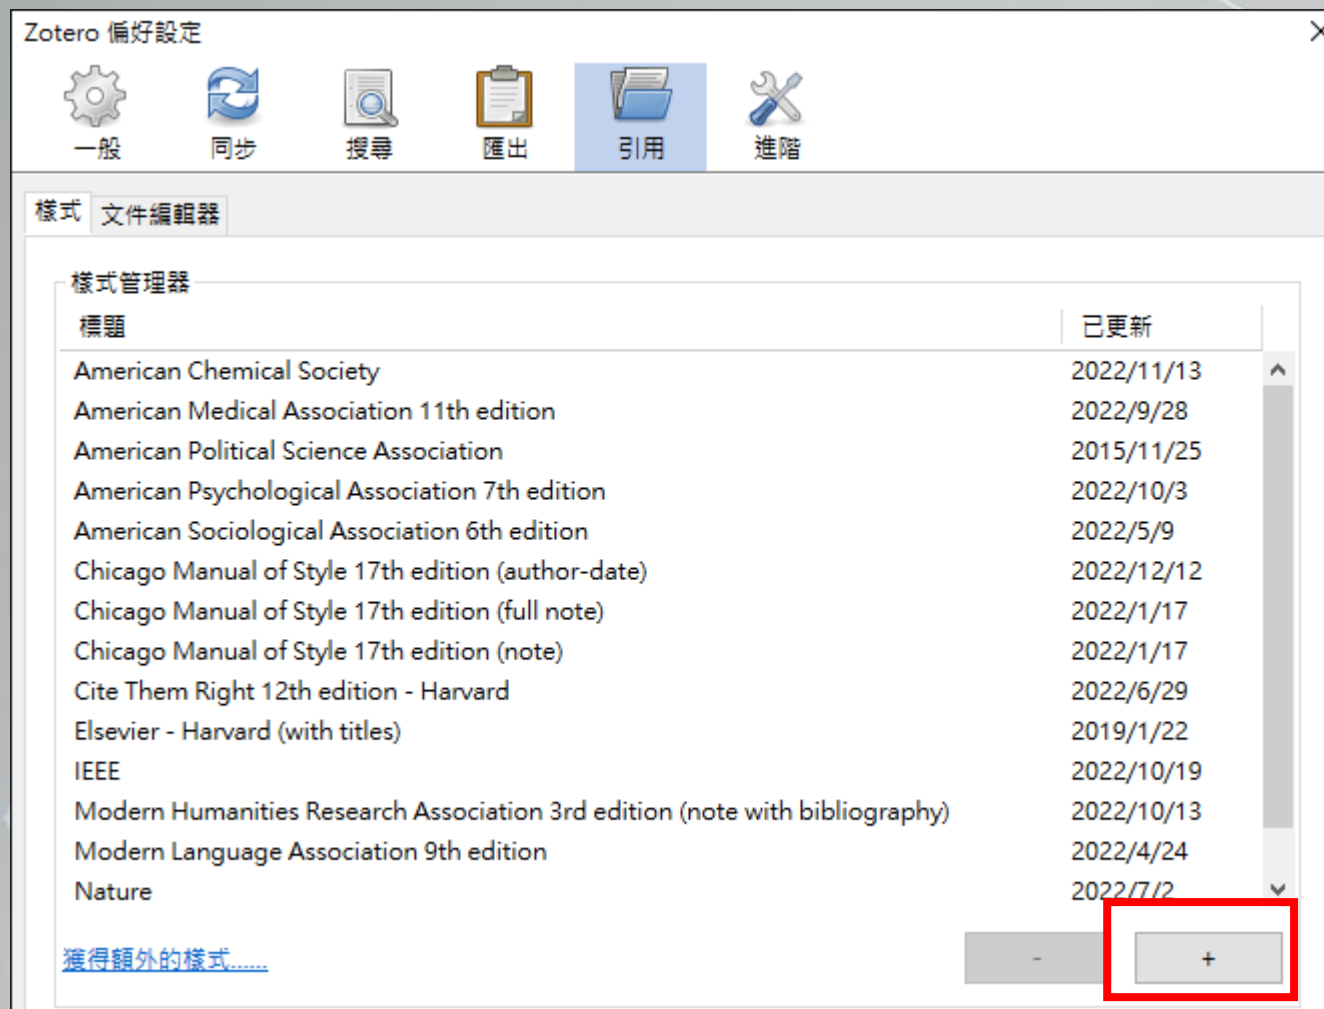 Zotero 偏好設定
一般 同步 搜尋 匯出 引用 進階
樣式 文件編輯器
樣式管理器
標題 已更新
American Chemical Society 2022/11/13
American Medical Association 11th edition 2022/9/28
American Political Science Association 2015/11/25
American Psychological Association 7th edition 2022/10/3
American Sociological Association 6th edition 2022/5/9
Chicago Manual of Style 17th edition (author-date) 2022/12/12
Chicago Manual of Style 17th edition (full note) 2022/1/17
Chicago Manual of Style 17th edition (note) 2022/1/17
Cite Them Right 12th edition - Harvard 2022/6/29
Elsevier - Harvard (with titles) 2019/1/22
IEEE 2022/10/19
Modern Humanities Research Association 3rd edition (note with bibliography) 2022/10/13
Modern Language Association 9th edition 2022/4/24
Nature 2022/7/2
獲得額外的樣式...... - +